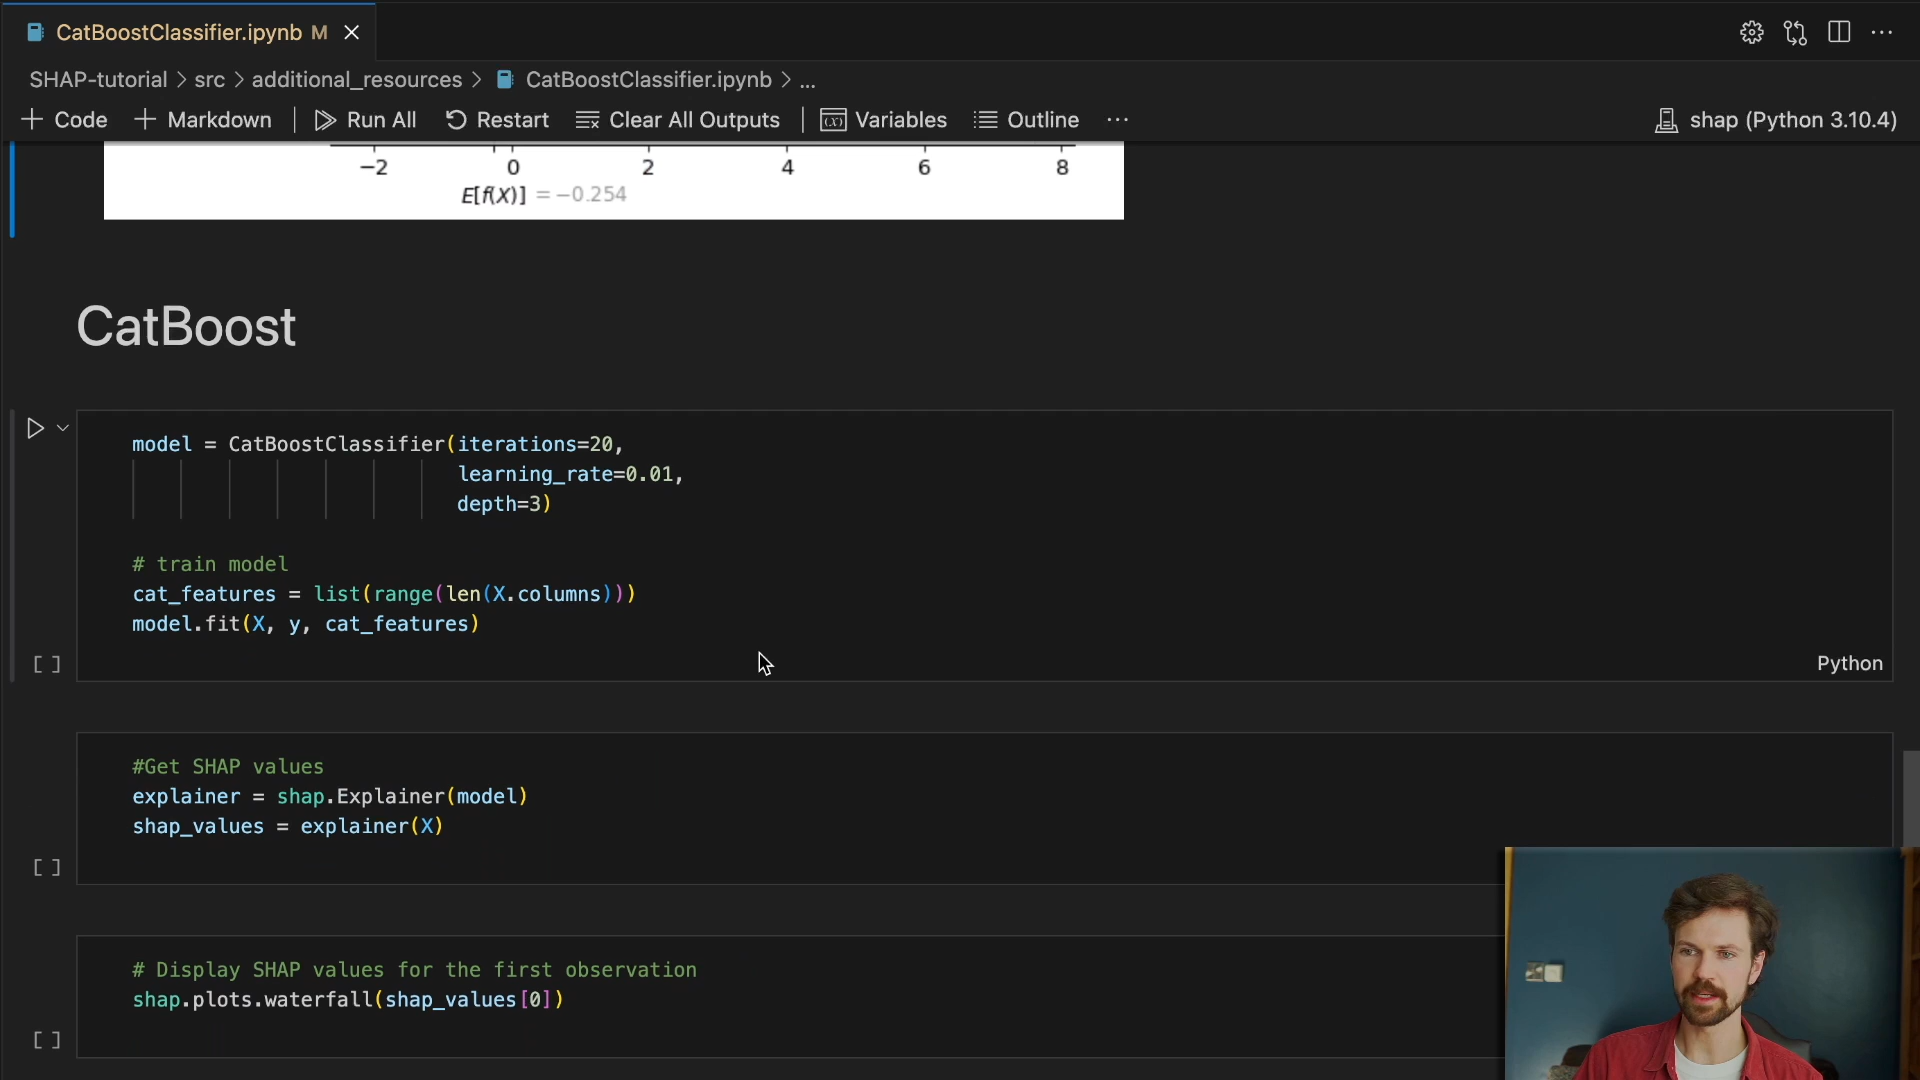 CatBoostClassifier.ipynb M
SHAP-tutorial > src > additional_resources > CatBoostClassifier.ipynb > ...
+ Code + Markdown | Run All Restart Clear All Outputs | Variables Outline ... shap (Python 3.10.4)
−2 0 2 4 6 8
E[f(X)] = −0.254
CatBoost
model = CatBoostClassifier(iterations=20,
learning_rate=0.01,
depth=3)
# train model
cat_features = list(range(len(X.columns)))
model.fit(X, y, cat_features)
[ ]
Python
#Get SHAP values
explainer = shap.Explainer(model)
shap_values = explainer(X)
[ ]
# Display SHAP values for the first observation
shap.plots.waterfall(shap_values[0])
[ ]